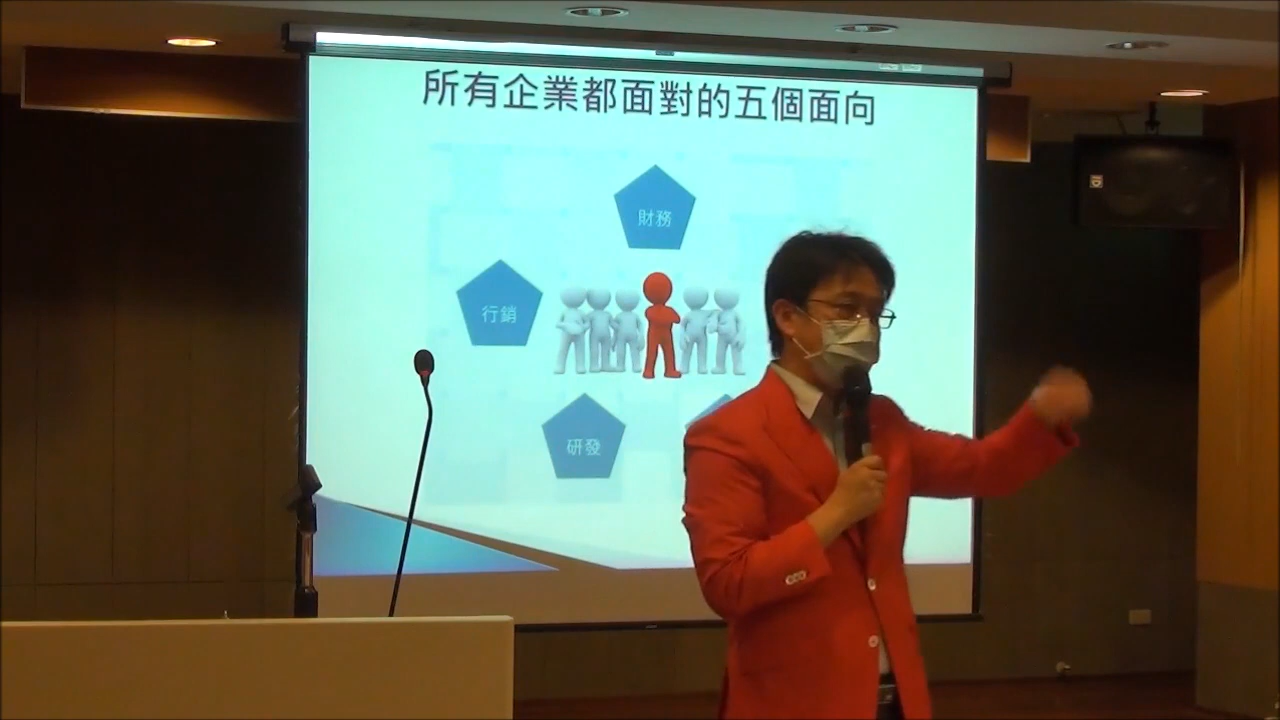 所有企業都面對的五個面向
財務
行銷
研發